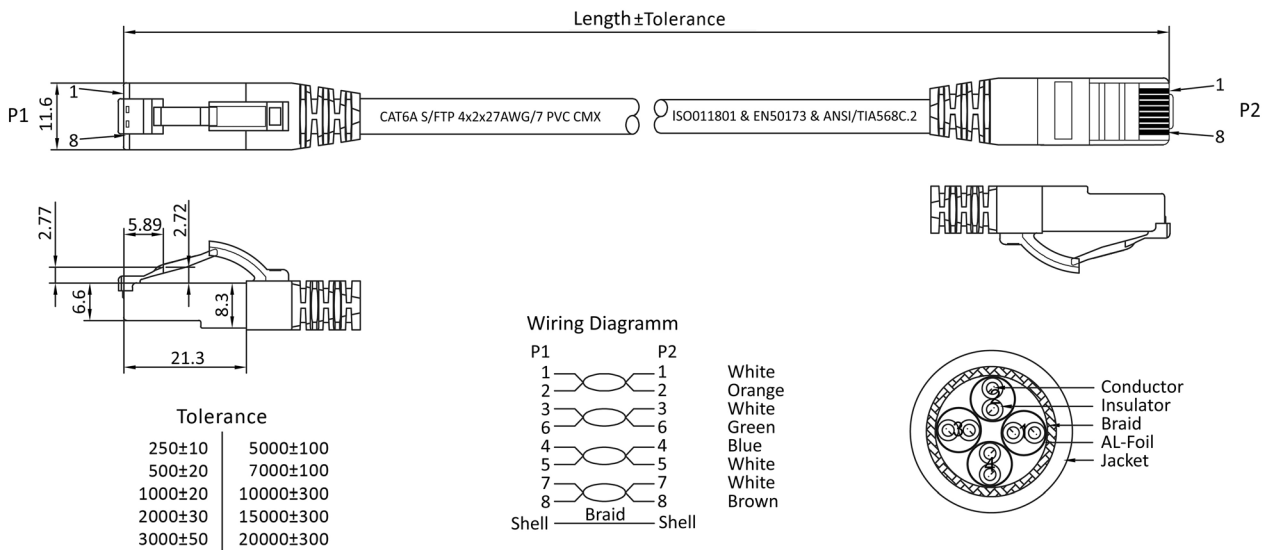 Length±Tolerance
P1
11.6
1
8
CAT6A S/FTP 4x2x27AWG/7 PVC CMX
ISO011801 & EN50173 & ANSI/TIA568C.2
1
8
P2
2.77
5.89
2.72
6.6
8.3
21.3
Tolerance
250±10 5000±100
500±20 7000±100
1000±20 10000±300
2000±30 15000±300
3000±50 20000±300
Wiring Diagramm
P1 P2
1 1 White
2 2 Orange
3 3 White
6 6 Green
4 4 Blue
5 5 White
7 7 White
8 8 Brown
Shell Braid Shell
Conductor
Insulator
Braid
AL-Foil
Jacket
3
1
4